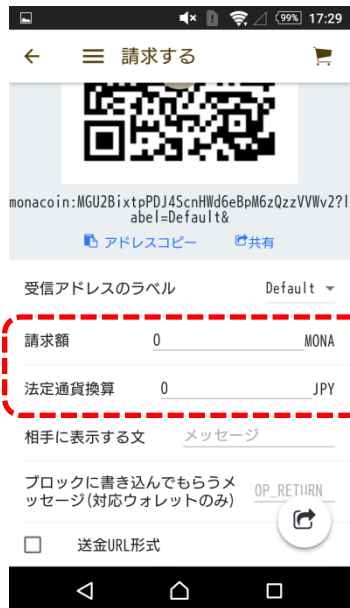 99% 17:29
請求する
monacoin:MGU2BixtpPDJ4ScnHWd6eBpM6zQzzVVWv2?l
abel=Default&
アドレスコピー 共有
受信アドレスのラベル Default
請求額 0 MONA
法定通貨換算 0 JPY
相手に表示する文 メッセージ
ブロックに書き込んでもらうメ
ッセージ(対応ウォレットのみ) OP_RETURN
送金URL形式